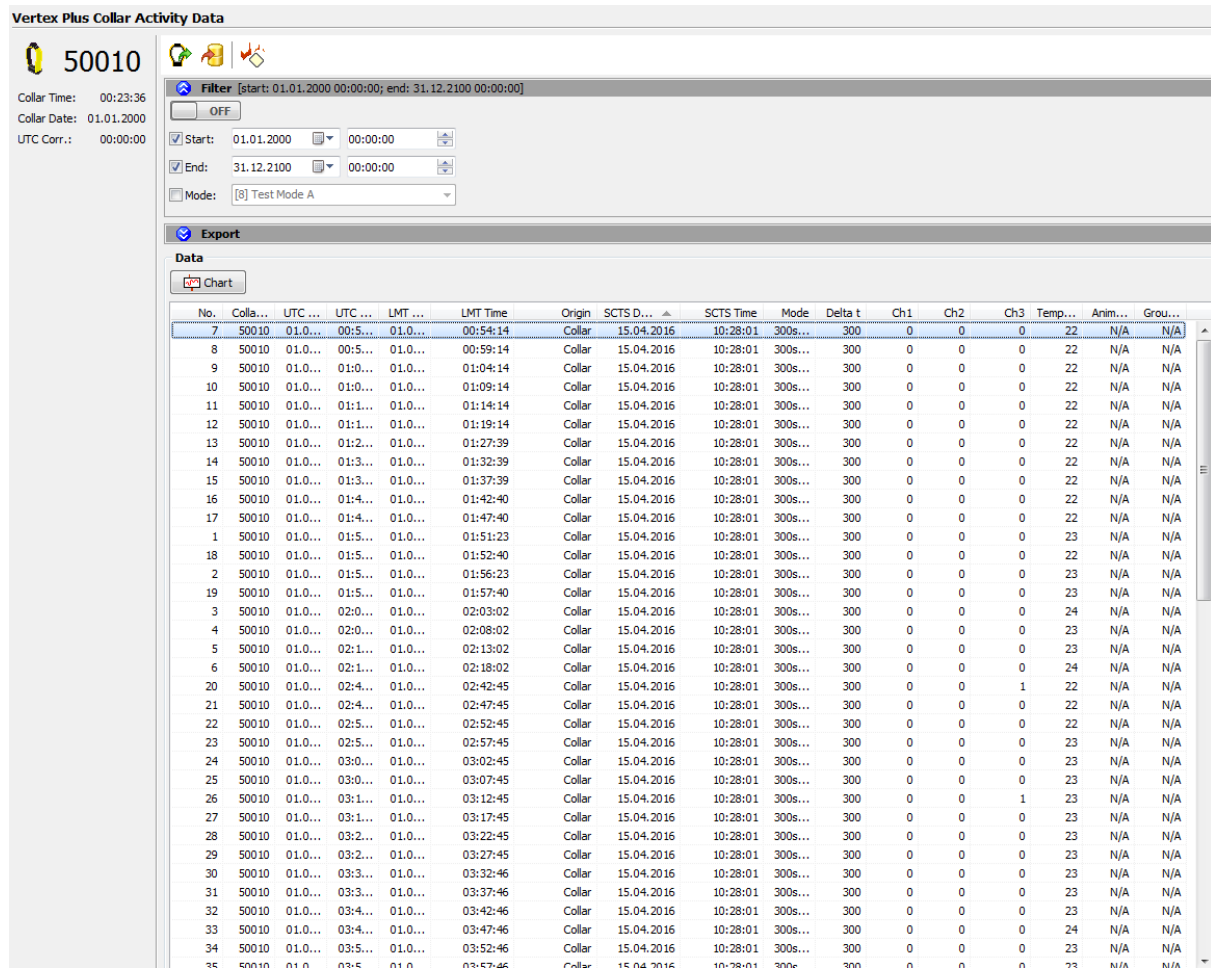 Vertex Plus Collar Activity Data
50010
Collar Time: 00:23:36
Collar Date: 01.01.2000
UTC Corr.: 00:00:00
Filter [start: 01.01.2000 00:00:00; end: 31.12.2100 00:00:00]
OFF
Start: 01.01.2000 00:00:00
End: 31.12.2100 00:00:00
Mode: [8] Test Mode A
Export
Data
Chart
No. Colla... UTC ... UTC ... LMT ... LMT Time Origin SCTS D... SCTS Time Mode Delta t Ch1 Ch2 Ch3 Temp... Anim... Grou...
7 50010 01.0... 00:5... 01.0... 00:54:14 Collar 15.04.2016 10:28:01 300s... 300 0 0 0 22 N/A N/A
8 50010 01.0... 00:5... 01.0... 00:59:14 Collar 15.04.2016 10:28:01 300s... 300 0 0 0 22 N/A N/A
9 50010 01.0... 01:0... 01.0... 01:04:14 Collar 15.04.2016 10:28:01 300s... 300 0 0 0 22 N/A N/A
10 50010 01.0... 01:0... 01.0... 01:09:14 Collar 15.04.2016 10:28:01 300s... 300 0 0 0 22 N/A N/A
11 50010 01.0... 01:1... 01.0... 01:14:14 Collar 15.04.2016 10:28:01 300s... 300 0 0 0 22 N/A N/A
12 50010 01.0... 01:1... 01.0... 01:19:14 Collar 15.04.2016 10:28:01 300s... 300 0 0 0 22 N/A N/A
13 50010 01.0... 01:2... 01.0... 01:27:39 Collar 15.04.2016 10:28:01 300s... 300 0 0 0 22 N/A N/A
14 50010 01.0... 01:3... 01.0... 01:32:39 Collar 15.04.2016 10:28:01 300s... 300 0 0 0 22 N/A N/A
15 50010 01.0... 01:3... 01.0... 01:37:39 Collar 15.04.2016 10:28:01 300s... 300 0 0 0 22 N/A N/A
16 50010 01.0... 01:4... 01.0... 01:42:40 Collar 15.04.2016 10:28:01 300s... 300 0 0 0 22 N/A N/A
17 50010 01.0... 01:4... 01.0... 01:47:40 Collar 15.04.2016 10:28:01 300s... 300 0 0 0 22 N/A N/A
1 50010 01.0... 01:5... 01.0... 01:51:23 Collar 15.04.2016 10:28:01 300s... 300 0 0 0 23 N/A N/A
18 50010 01.0... 01:5... 01.0... 01:52:40 Collar 15.04.2016 10:28:01 300s... 300 0 0 0 22 N/A N/A
2 50010 01.0... 01:5... 01.0... 01:56:23 Collar 15.04.2016 10:28:01 300s... 300 0 0 0 23 N/A N/A
19 50010 01.0... 01:5... 01.0... 01:57:40 Collar 15.04.2016 10:28:01 300s... 300 0 0 0 23 N/A N/A
3 50010 01.0... 02:0... 01.0... 02:03:02 Collar 15.04.2016 10:28:01 300s... 300 0 0 0 24 N/A N/A
4 50010 01.0... 02:0... 01.0... 02:08:02 Collar 15.04.2016 10:28:01 300s... 300 0 0 0 23 N/A N/A
5 50010 01.0... 02:1... 01.0... 02:13:02 Collar 15.04.2016 10:28:01 300s... 300 0 0 0 23 N/A N/A
6 50010 01.0... 02:1... 01.0... 02:18:02 Collar 15.04.2016 10:28:01 300s... 300 0 0 0 24 N/A N/A
20 50010 01.0... 02:4... 01.0... 02:42:45 Collar 15.04.2016 10:28:01 300s... 300 0 0 1 22 N/A N/A
21 50010 01.0... 02:4... 01.0... 02:47:45 Collar 15.04.2016 10:28:01 300s... 300 0 0 0 22 N/A N/A
22 50010 01.0... 02:5... 01.0... 02:52:45 Collar 15.04.2016 10:28:01 300s... 300 0 0 0 22 N/A N/A
23 50010 01.0... 02:5... 01.0... 02:57:45 Collar 15.04.2016 10:28:01 300s... 300 0 0 0 23 N/A N/A
24 50010 01.0... 03:0... 01.0... 03:02:45 Collar 15.04.2016 10:28:01 300s... 300 0 0 0 23 N/A N/A
25 50010 01.0... 03:0... 01.0... 03:07:45 Collar 15.04.2016 10:28:01 300s... 300 0 0 0 23 N/A N/A
26 50010 01.0... 03:1... 01.0... 03:12:45 Collar 15.04.2016 10:28:01 300s... 300 0 0 1 23 N/A N/A
27 50010 01.0... 03:1... 01.0... 03:17:45 Collar 15.04.2016 10:28:01 300s... 300 0 0 0 23 N/A N/A
28 50010 01.0... 03:2... 01.0... 03:22:45 Collar 15.04.2016 10:28:01 300s... 300 0 0 0 23 N/A N/A
29 50010 01.0... 03:2... 01.0... 03:27:45 Collar 15.04.2016 10:28:01 300s... 300 0 0 0 23 N/A N/A
30 50010 01.0... 03:3... 01.0... 03:32:46 Collar 15.04.2016 10:28:01 300s... 300 0 0 0 23 N/A N/A
31 50010 01.0... 03:3... 01.0... 03:37:46 Collar 15.04.2016 10:28:01 300s... 300 0 0 0 23 N/A N/A
32 50010 01.0... 03:4... 01.0... 03:42:46 Collar 15.04.2016 10:28:01 300s... 300 0 0 0 23 N/A N/A
33 50010 01.0... 03:4... 01.0... 03:47:46 Collar 15.04.2016 10:28:01 300s... 300 0 0 0 24 N/A N/A
34 50010 01.0... 03:5... 01.0... 03:52:46 Collar 15.04.2016 10:28:01 300s... 300 0 0 0 23 N/A N/A
35 50010 01.0... 03:5... 01.0... 03:57:46 Collar 15.04.2016 10:28:01 300s... 300 0 0 0 23 N/A N/A